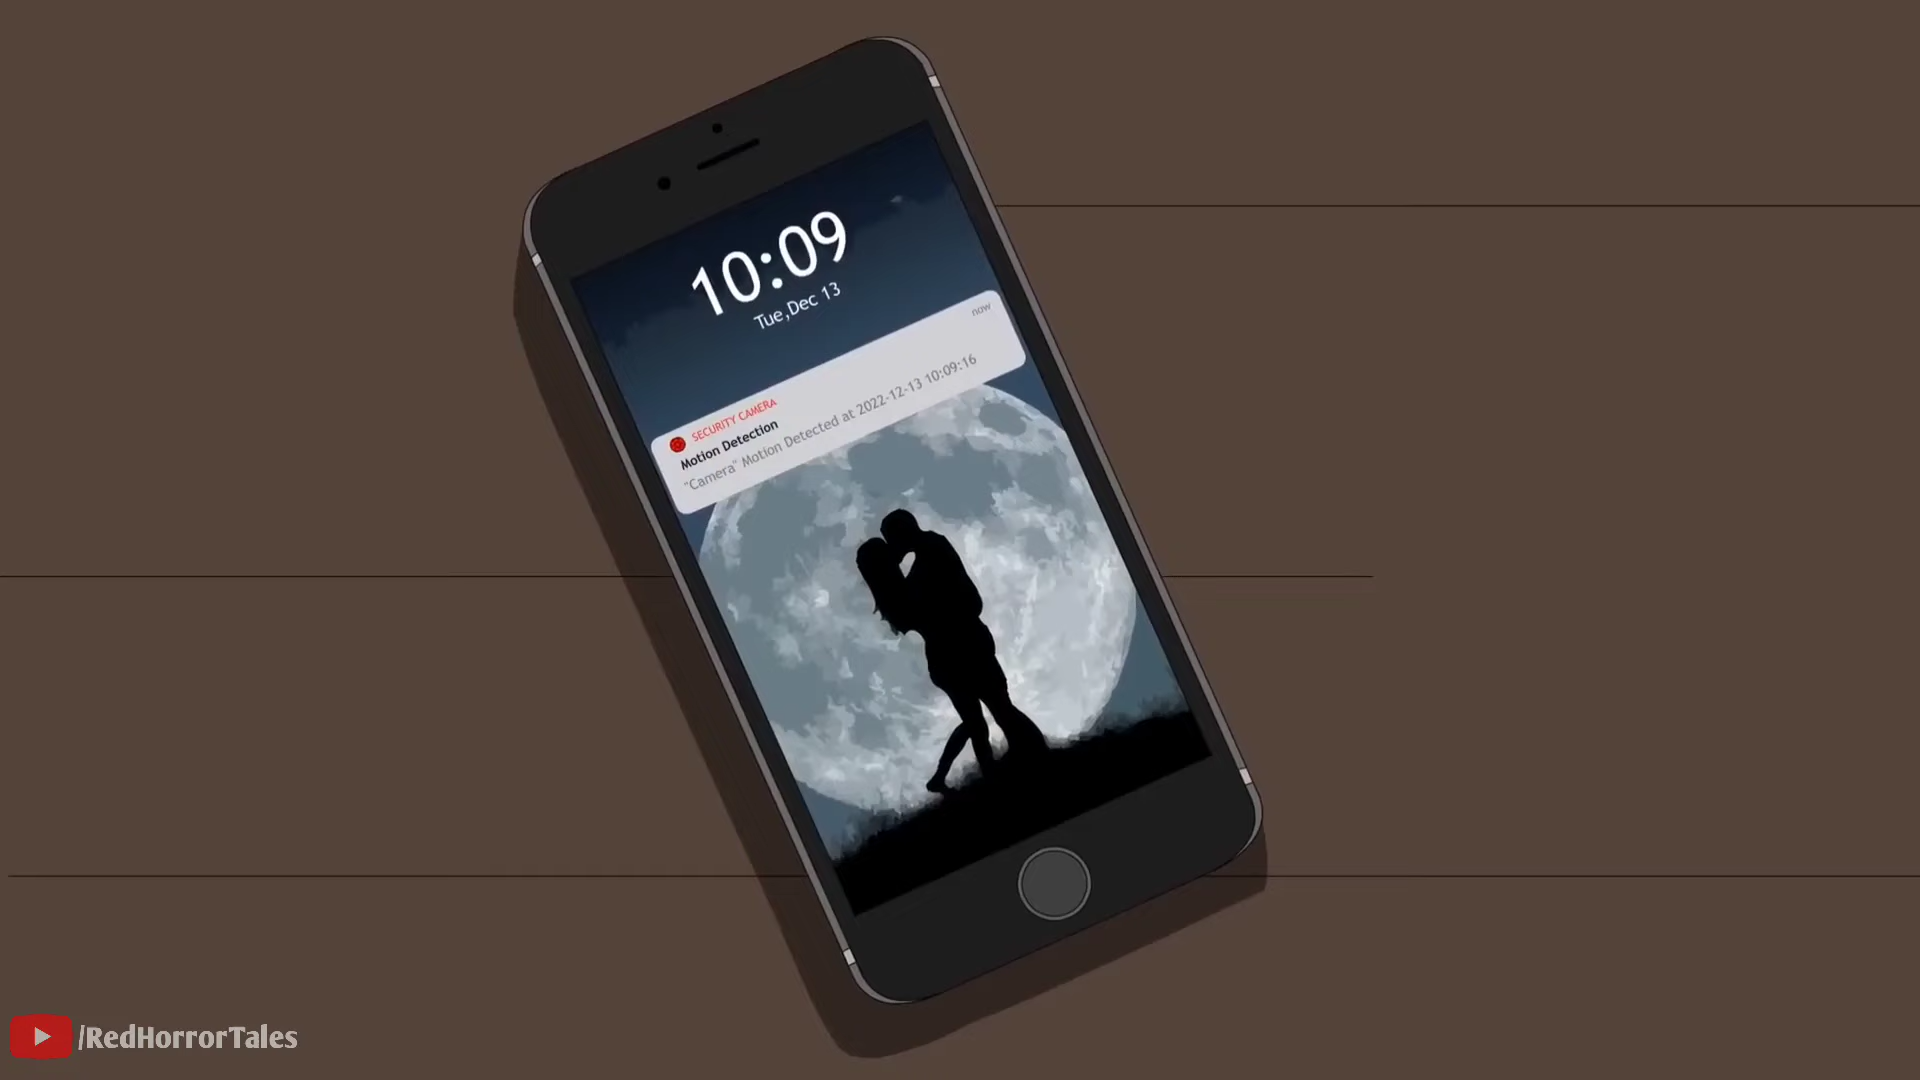 10:09
Tue,Dec 13
now
SECURITY CAMERA
Motion Detection
"Camera" Motion Detected at 2022-12-13 10:09:16
/RedHorrorTales